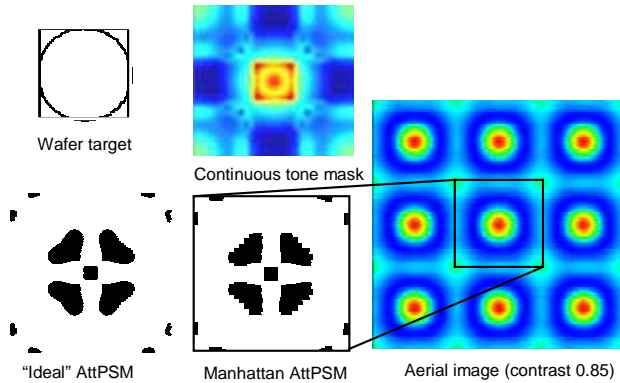 Wafer target
Continuous tone mask
“Ideal” AttPSM
Manhattan AttPSM
Aerial image (contrast 0.85)